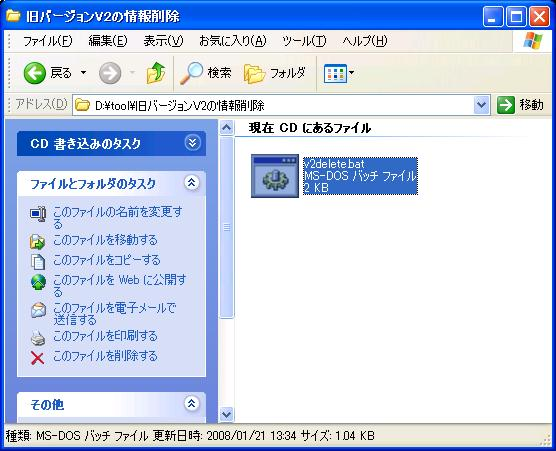 旧バージョンV2の情報削除
ファイル(F) 編集(E) 表示(V) お気に入り(A) ツール(T) ヘルプ(H)
戻る 検索 フォルダ
アドレス(D) D:¥tool¥旧バージョンV2の情報削除 移動
CD 書き込みのタスク
ファイルとフォルダのタスク
このファイルの名前を変更す
る
このファイルを移動する
このファイルをコピーする
このファイルを Web に公開す
る
このファイルを電子メールで
送信する
このファイルを印刷する
このファイルを削除する
その他
現在 CD にあるファイル
v2delete.bat
MS-DOS バッチ ファイル
2 KB
種類: MS-DOS バッチ ファイル 更新日時: 2008/01/21 13:34 サイズ: 1.04 KB